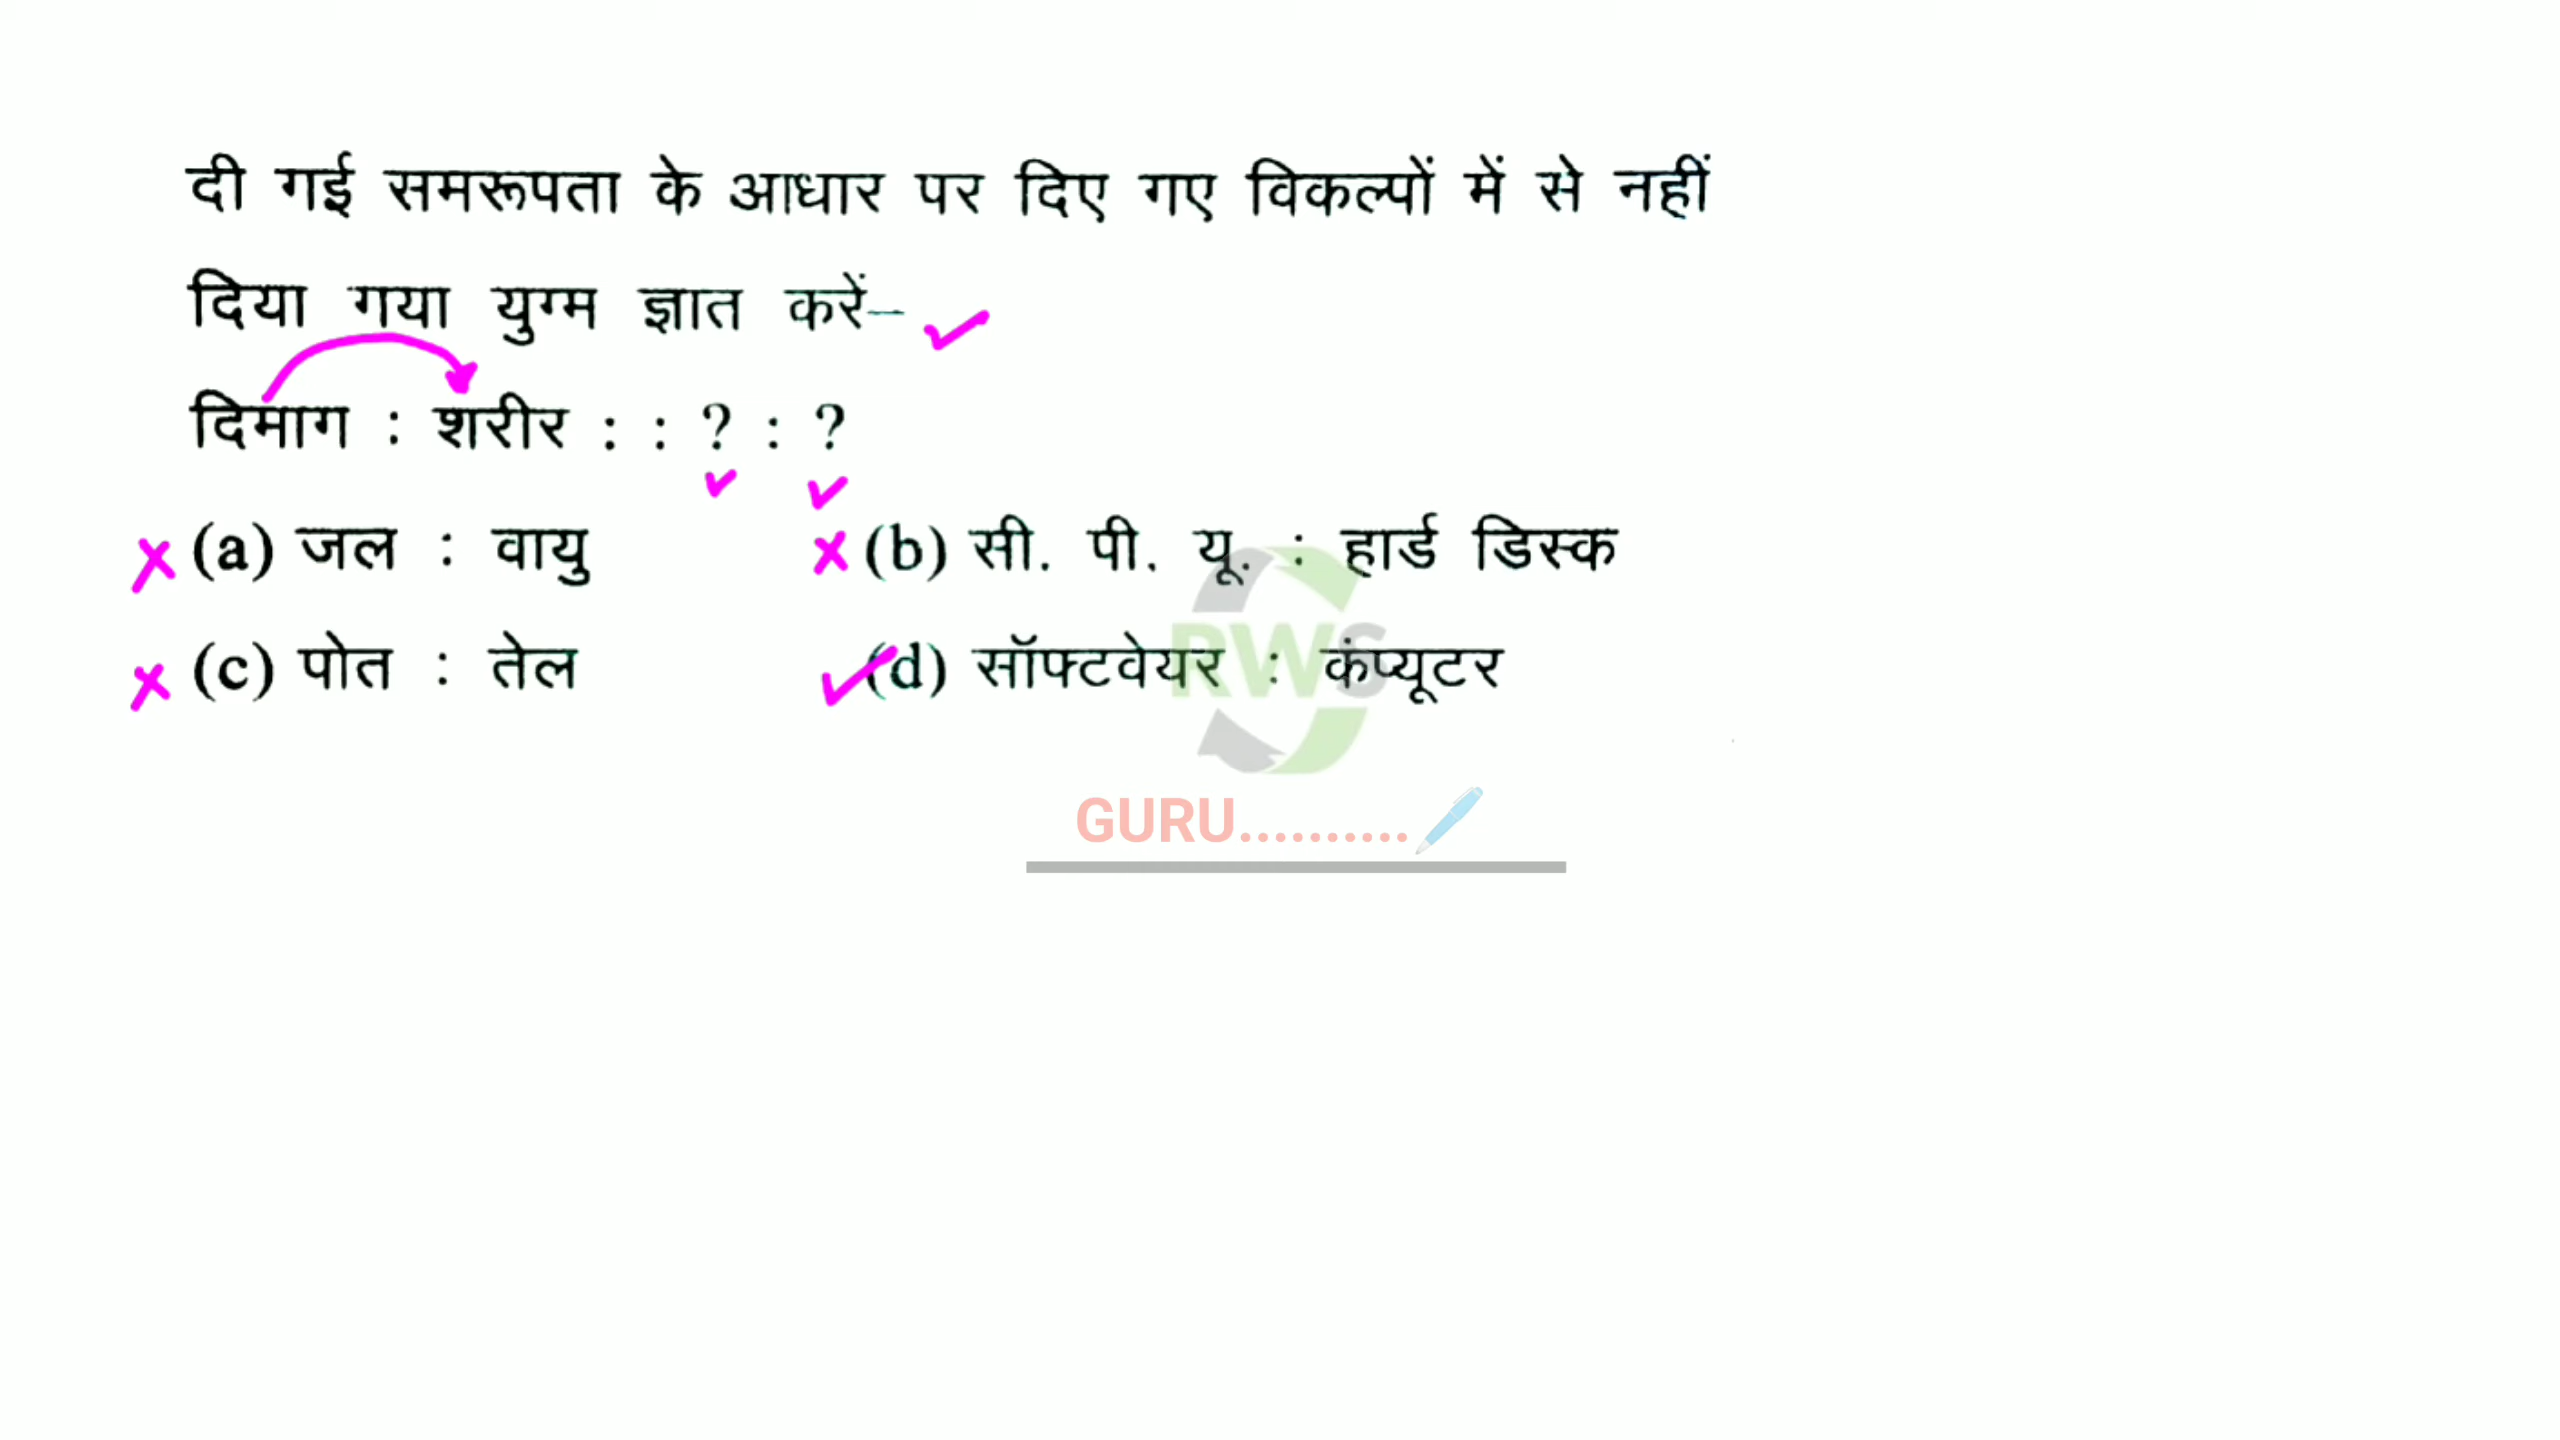 दी गई समरूपता के आधार पर दिए गए विकल्पों में से नहीं
दिया गया युग्म ज्ञात करें–
दिमाग : शरीर : : ? : ?
(a) जल : वायु (b) सी. पी. यू. : हार्ड डिस्क
(c) पोत : तेल (d) सॉफ्टवेयर : कंप्यूटर
RWS
GURU..........